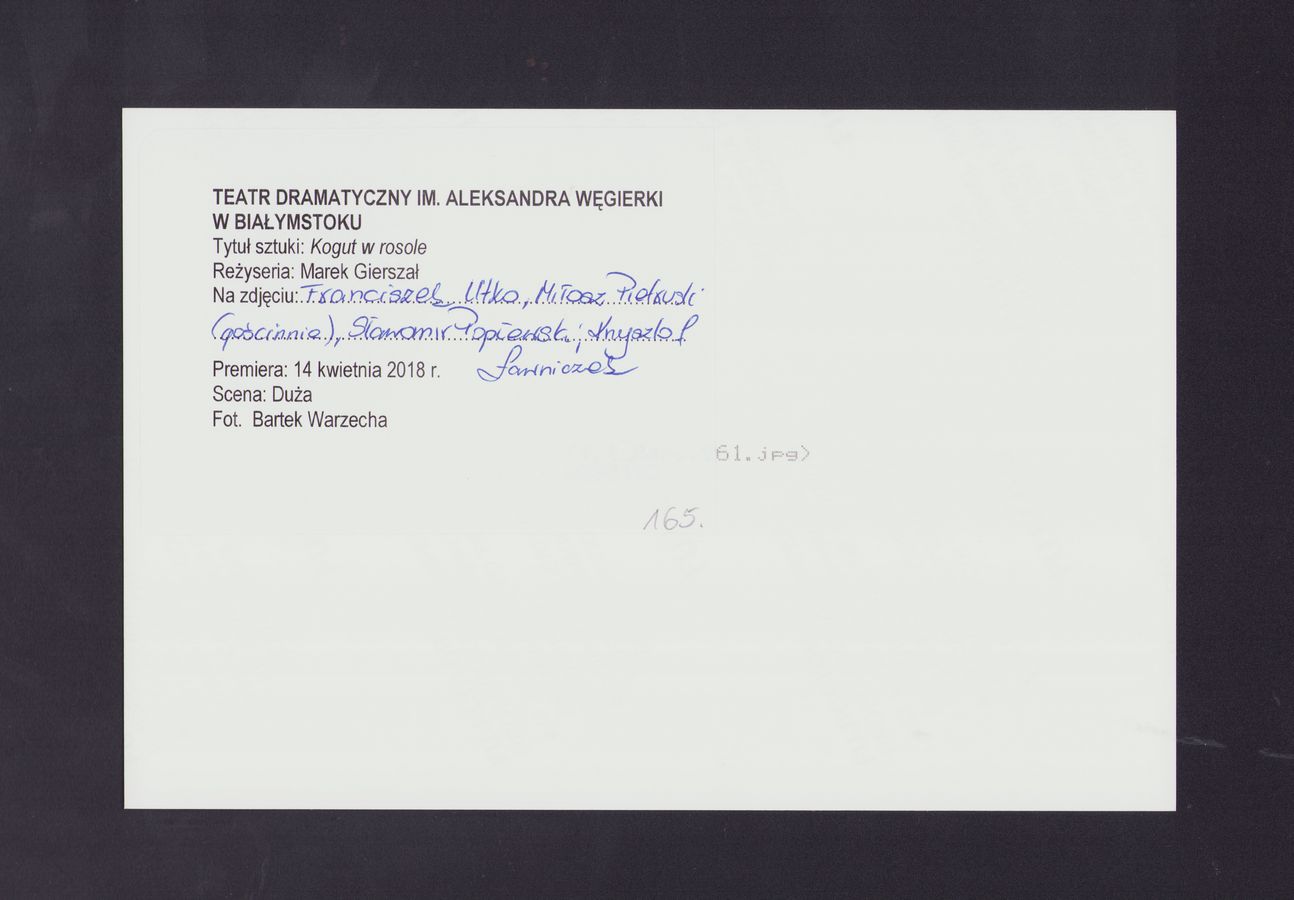 TEATR DRAMATYCZNY IM. ALEKSANDRA WĘGIERKI
W BIAŁYMSTOKU
Tytuł sztuki: Kogut w rosole
Reżyseria: Marek Gierszał
Na zdjęciu: Franciszek Utko, Miłosz Pietruski
(gościnnie), Sławomir Popławski, Krzysztof
Ławniczak
Premiera: 14 kwietnia 2018 r.
Scena: Duża
Fot. Bartek Warzecha
61.jpg>
165.